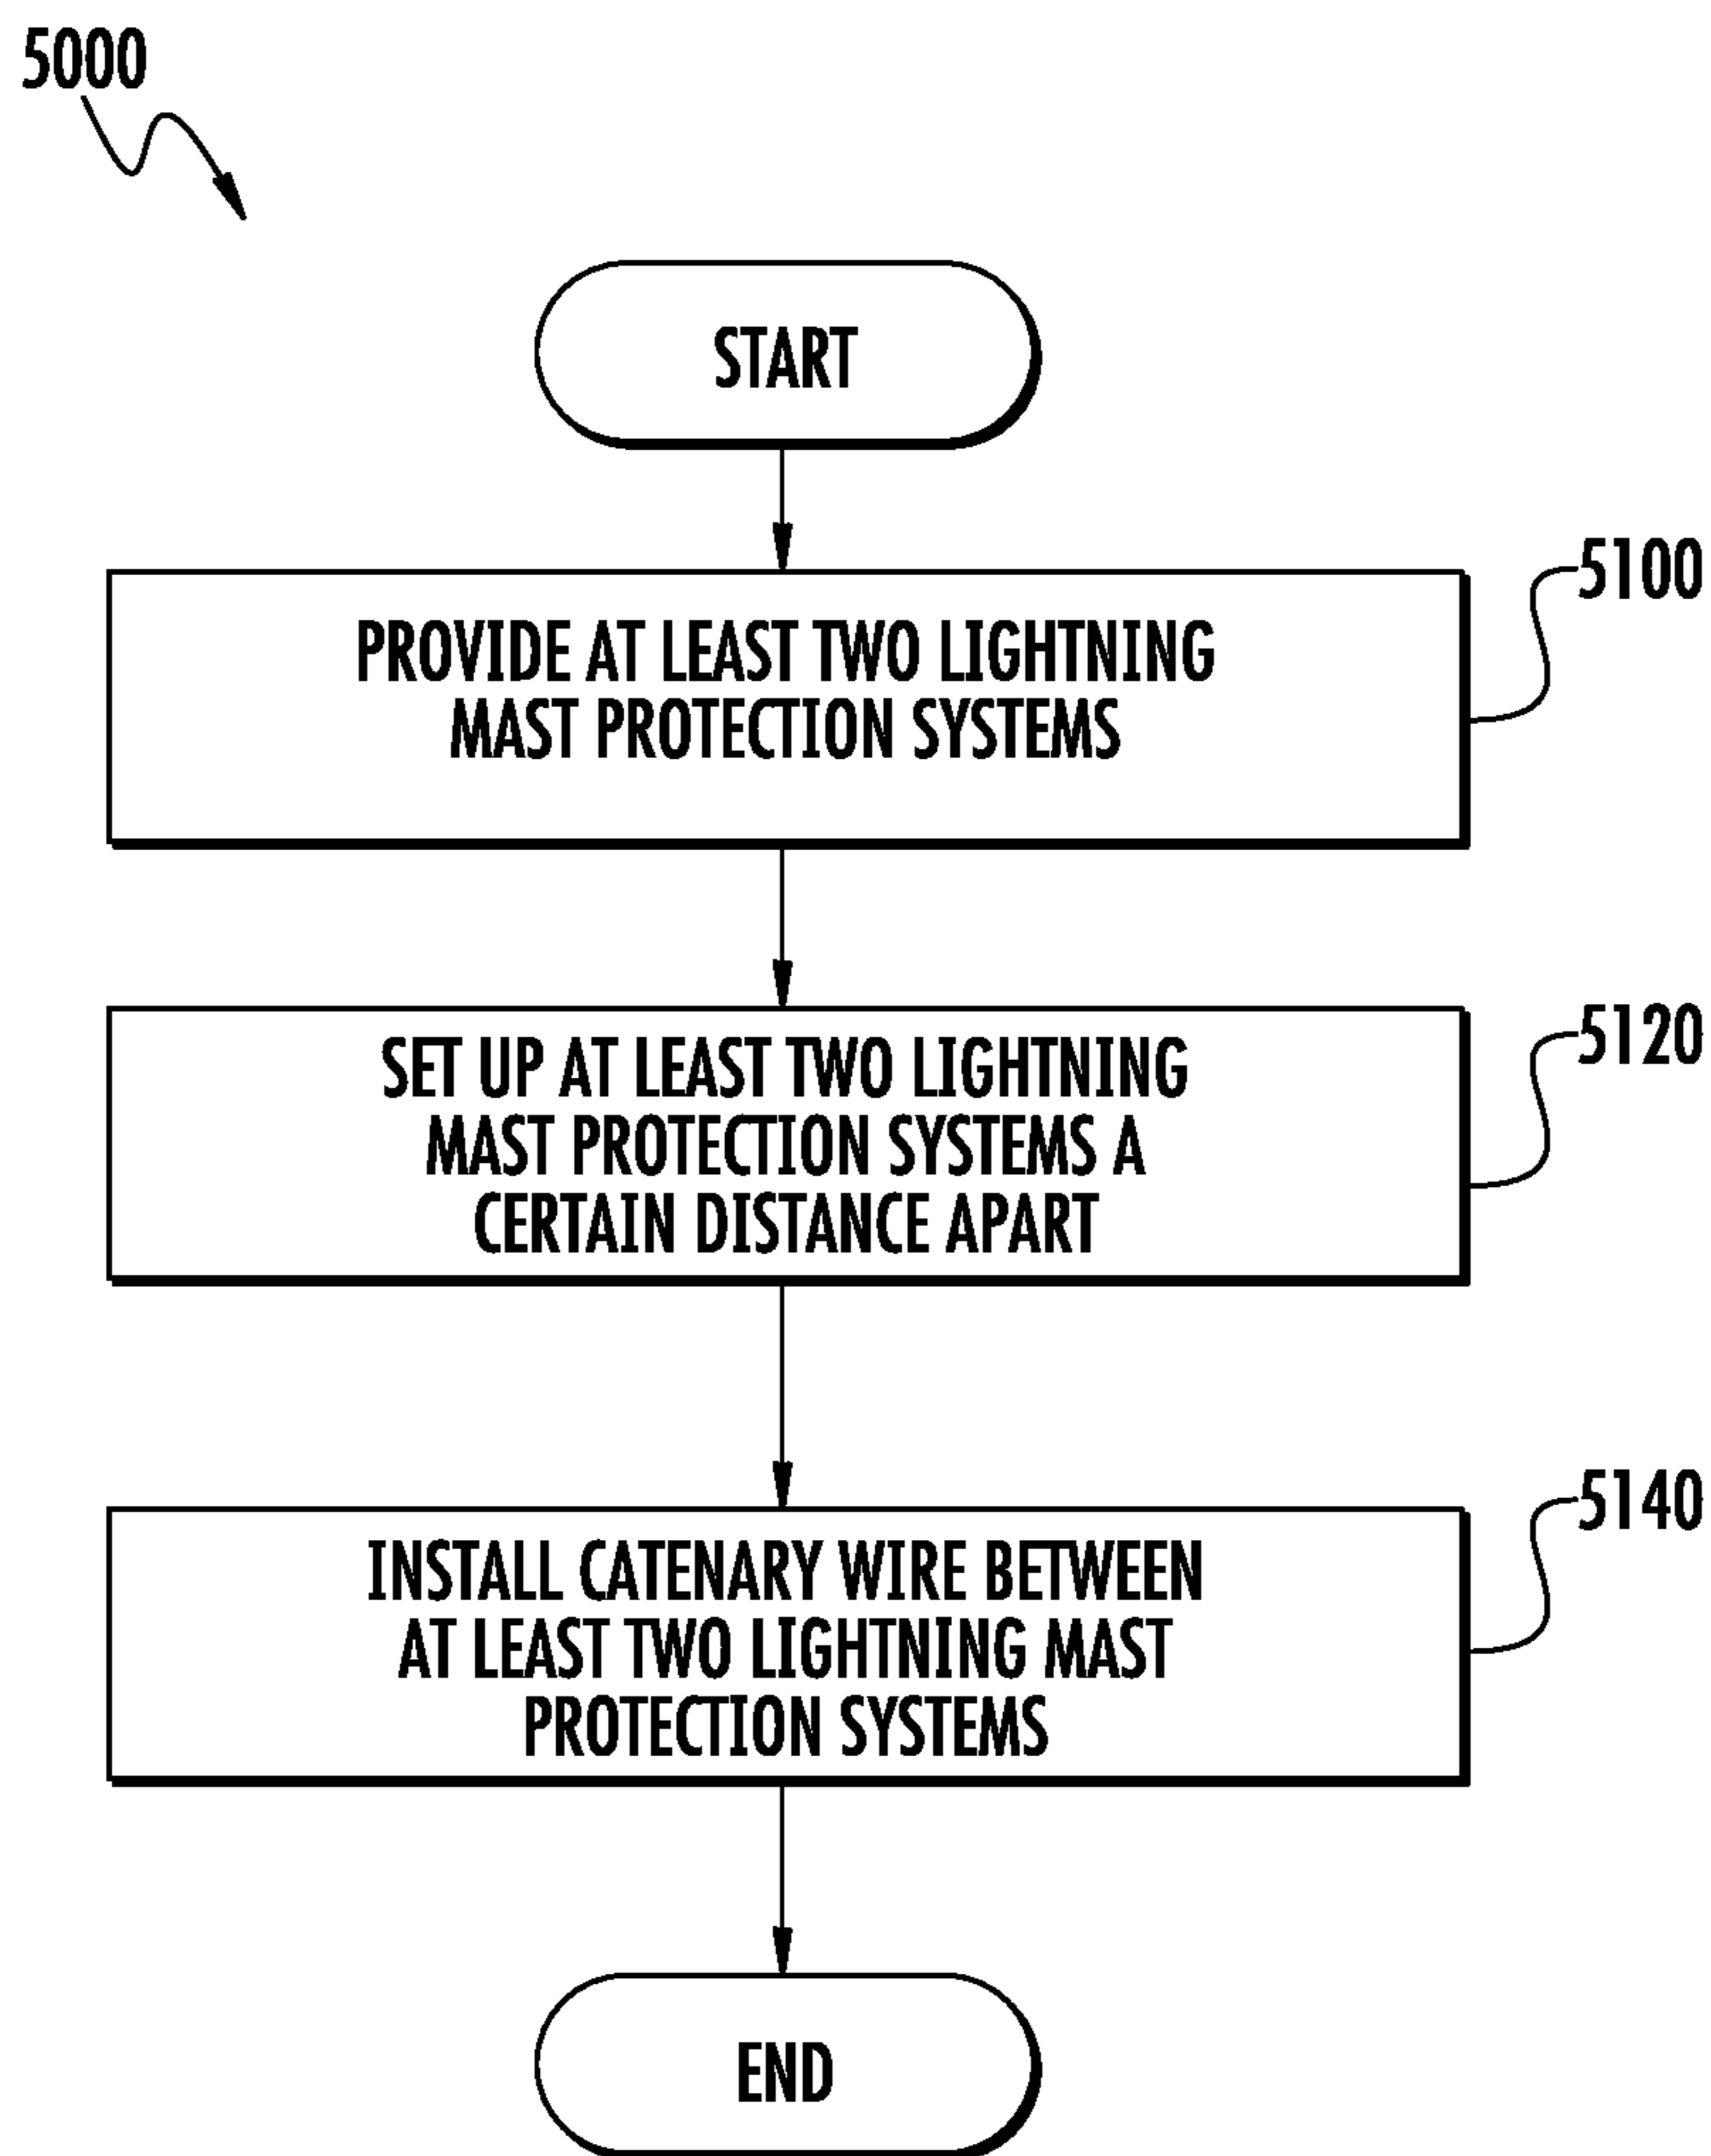 5000
START
5100
PROVIDE AT LEAST TWO LIGHTNING
MAST PROTECTION SYSTEMS
5120
SET UP AT LEAST TWO LIGHTNING
MAST PROTECTION SYSTEMS A
CERTAIN DISTANCE APART
5140
INSTALL CATENARY WIRE BETWEEN
AT LEAST TWO LIGHTNING MAST
PROTECTION SYSTEMS
END